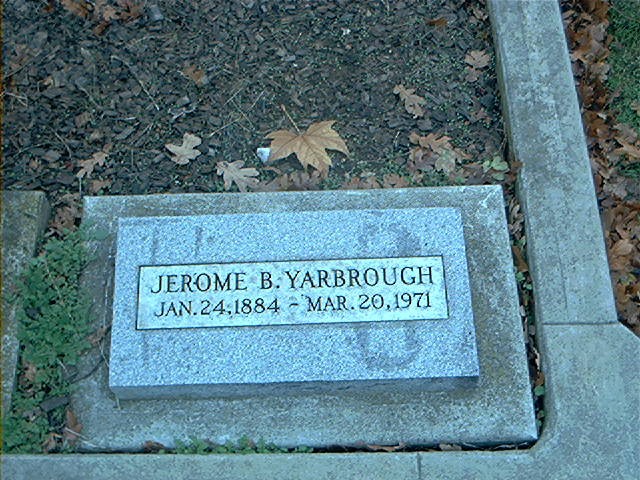 JEROME B. YARBROUGH
JAN. 24, 1884 - MAR. 20, 1971